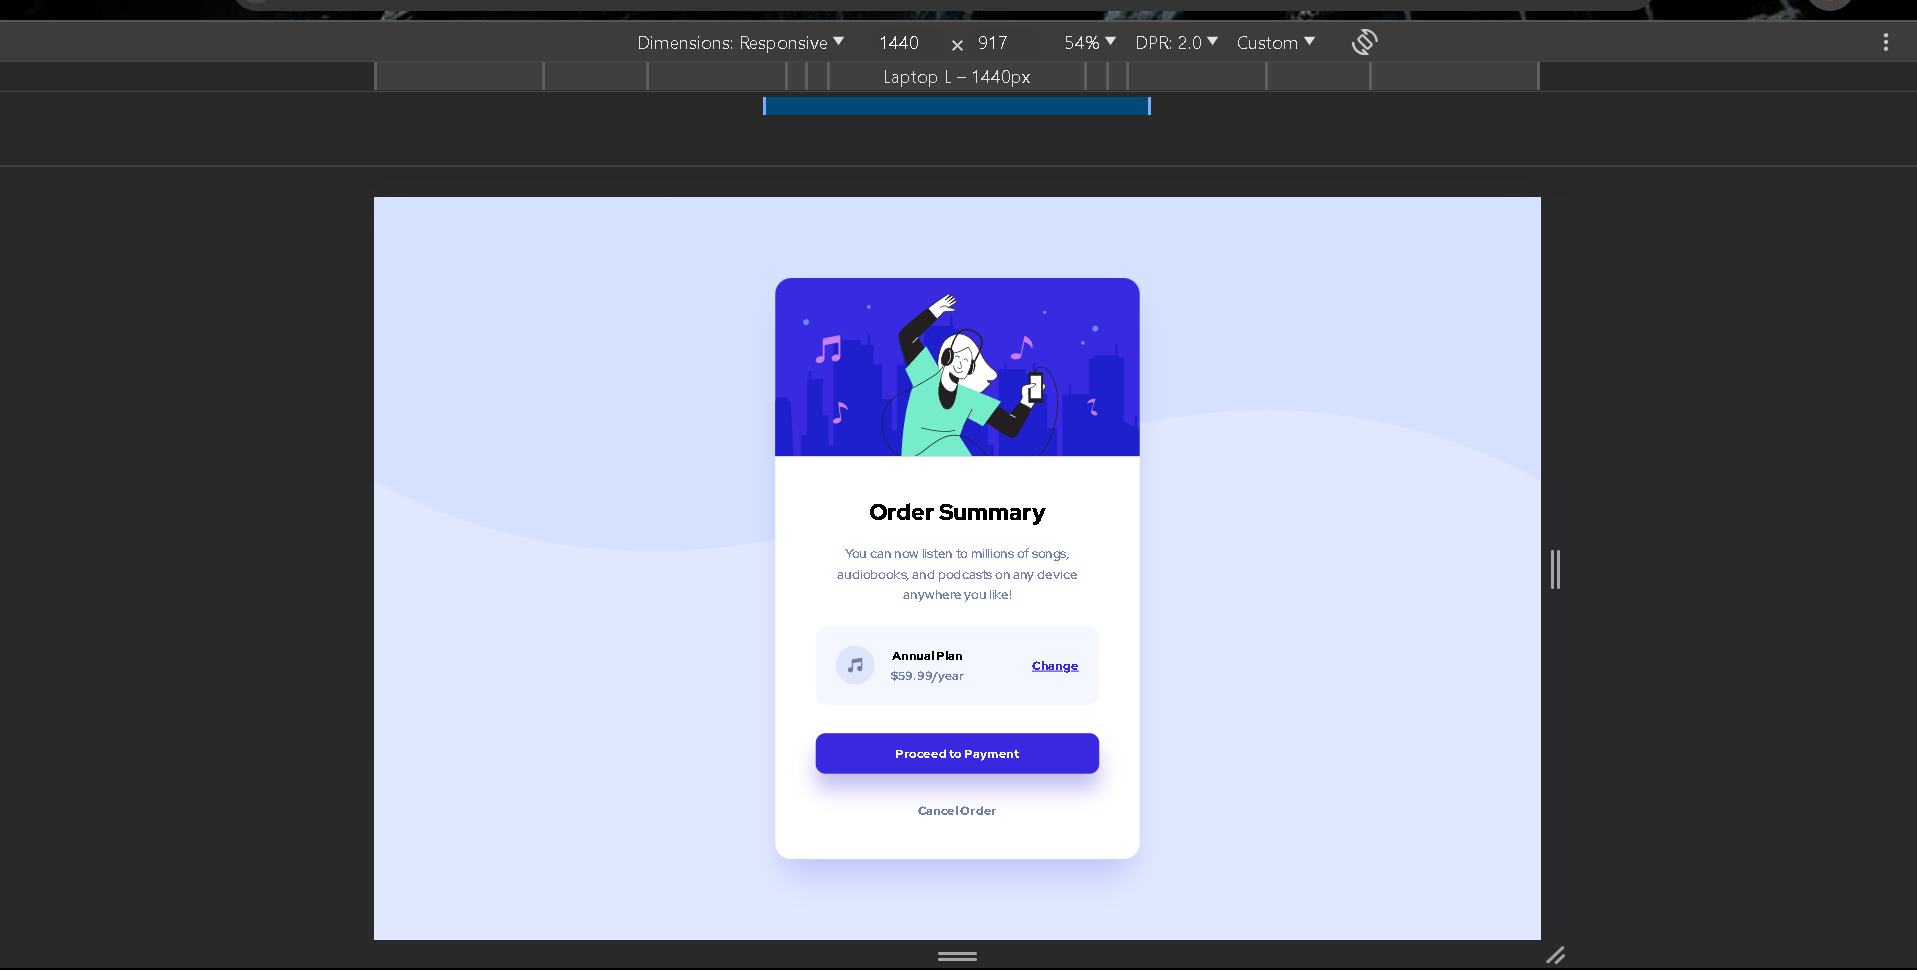 Dimensions: Responsive 1440 × 917 54% DPR: 2.0 Custom
Laptop L – 1440px
Order Summary
You can now listen to millions of songs,
audiobooks, and podcasts on any device
anywhere you like!
Annual Plan
$59.99/year
Change
Proceed to Payment
Cancel Order